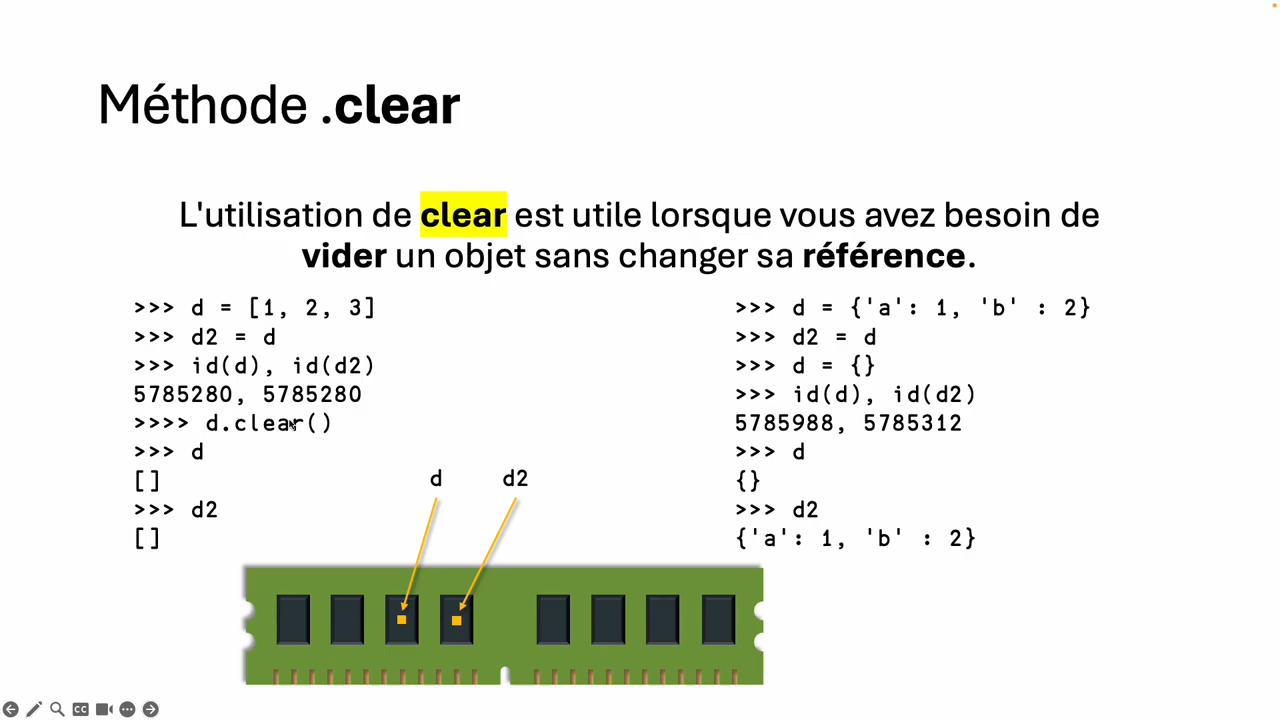 Méthode .clear
L'utilisation de clear est utile lorsque vous avez besoin de
vider un objet sans changer sa référence.
>>> d = [1, 2, 3]
>>> d2 = d
>>> id(d), id(d2)
5785280, 5785280
>>>> d.clear()
>>> d
[]
>>> d2
[]
d d2
>>> d = {'a': 1, 'b' : 2}
>>> d2 = d
>>> d = {}
>>> id(d), id(d2)
5785988, 5785312
>>> d
{}
>>> d2
{'a': 1, 'b' : 2}
CC